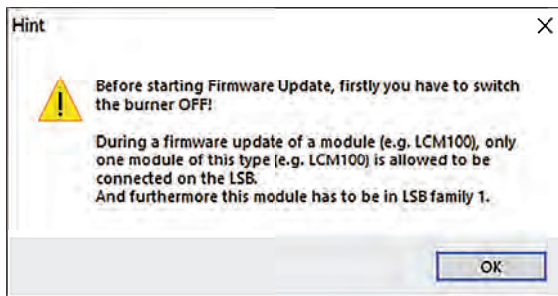 Hint
Before starting Firmware Update, firstly you have to switch
the burner OFF!
During a firmware update of a module (e.g. LCM100), only
one module of this type (e.g. LCM100) is allowed to be
connected on the LSB.
And furthermore this module has to be in LSB family 1.
OK